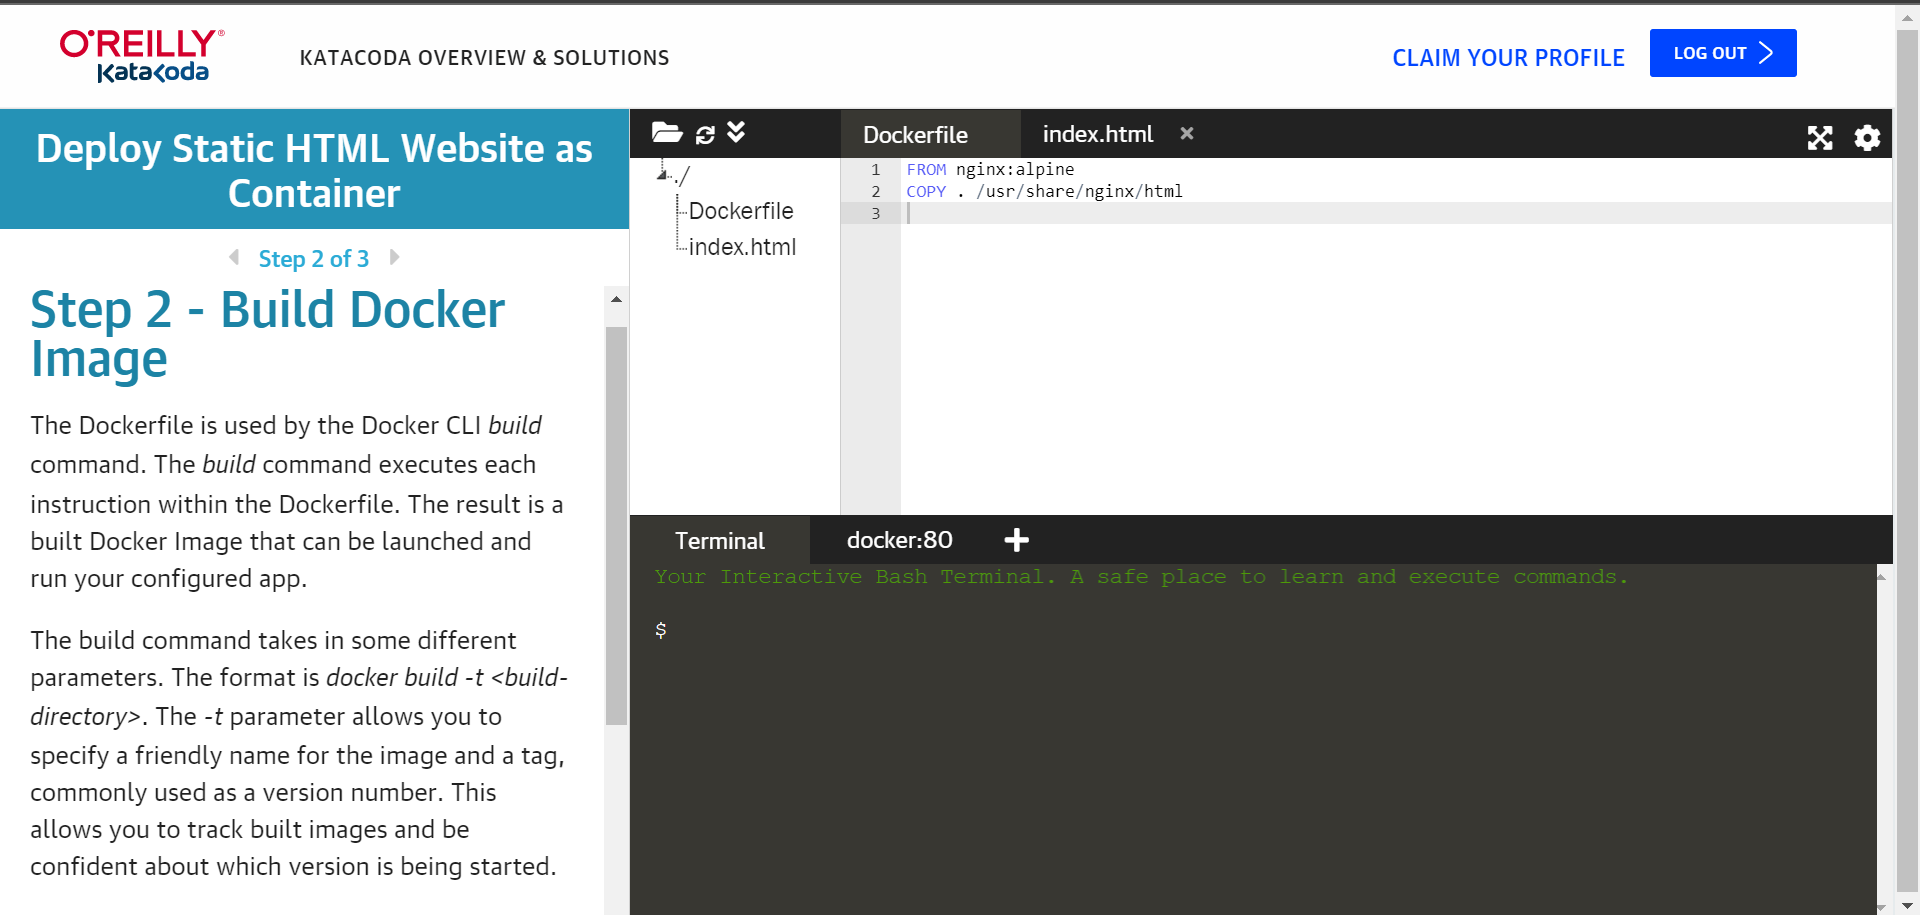 O'REILLY®
Katacoda
KATACODA OVERVIEW & SOLUTIONS
CLAIM YOUR PROFILE
LOG OUT
Deploy Static HTML Website as
Container
Step 2 of 3
Step 2 - Build Docker
Image
The Dockerfile is used by the Docker CLI build
command. The build command executes each
instruction within the Dockerfile. The result is a
built Docker Image that can be launched and
run your configured app.
The build command takes in some different
parameters. The format is docker build -t <build-
directory>. The -t parameter allows you to
specify a friendly name for the image and a tag,
commonly used as a version number. This
allows you to track built images and be
confident about which version is being started.
Dockerfile
index.html ×
./
Dockerfile
index.html
1 FROM nginx:alpine
2 COPY . /usr/share/nginx/html
3
Terminal
docker:80
Your Interactive Bash Terminal. A safe place to learn and execute commands.
$